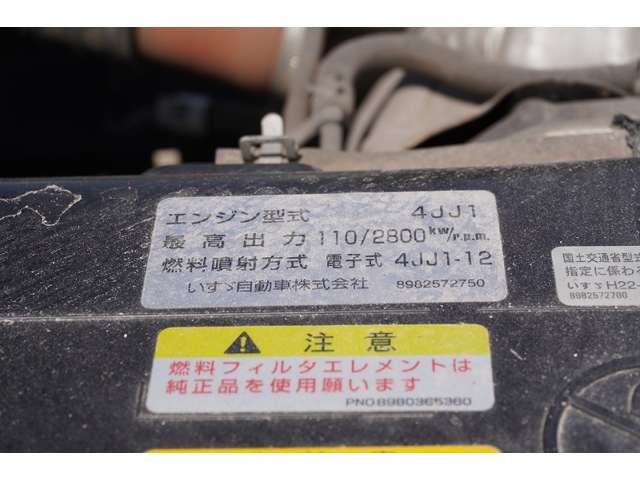 エンジン型式 4JJ1
最高出力 110/2800 kW/r.p.m.
燃料噴射方式 電子式 4JJ1-12
いすゞ自動車株式会社 8982572750
国土交通省型式
指定に係わ
いすゞH22-
8982572780
注意
燃料フィルタエレメントは
純正品を使用願います
PNO8980365380